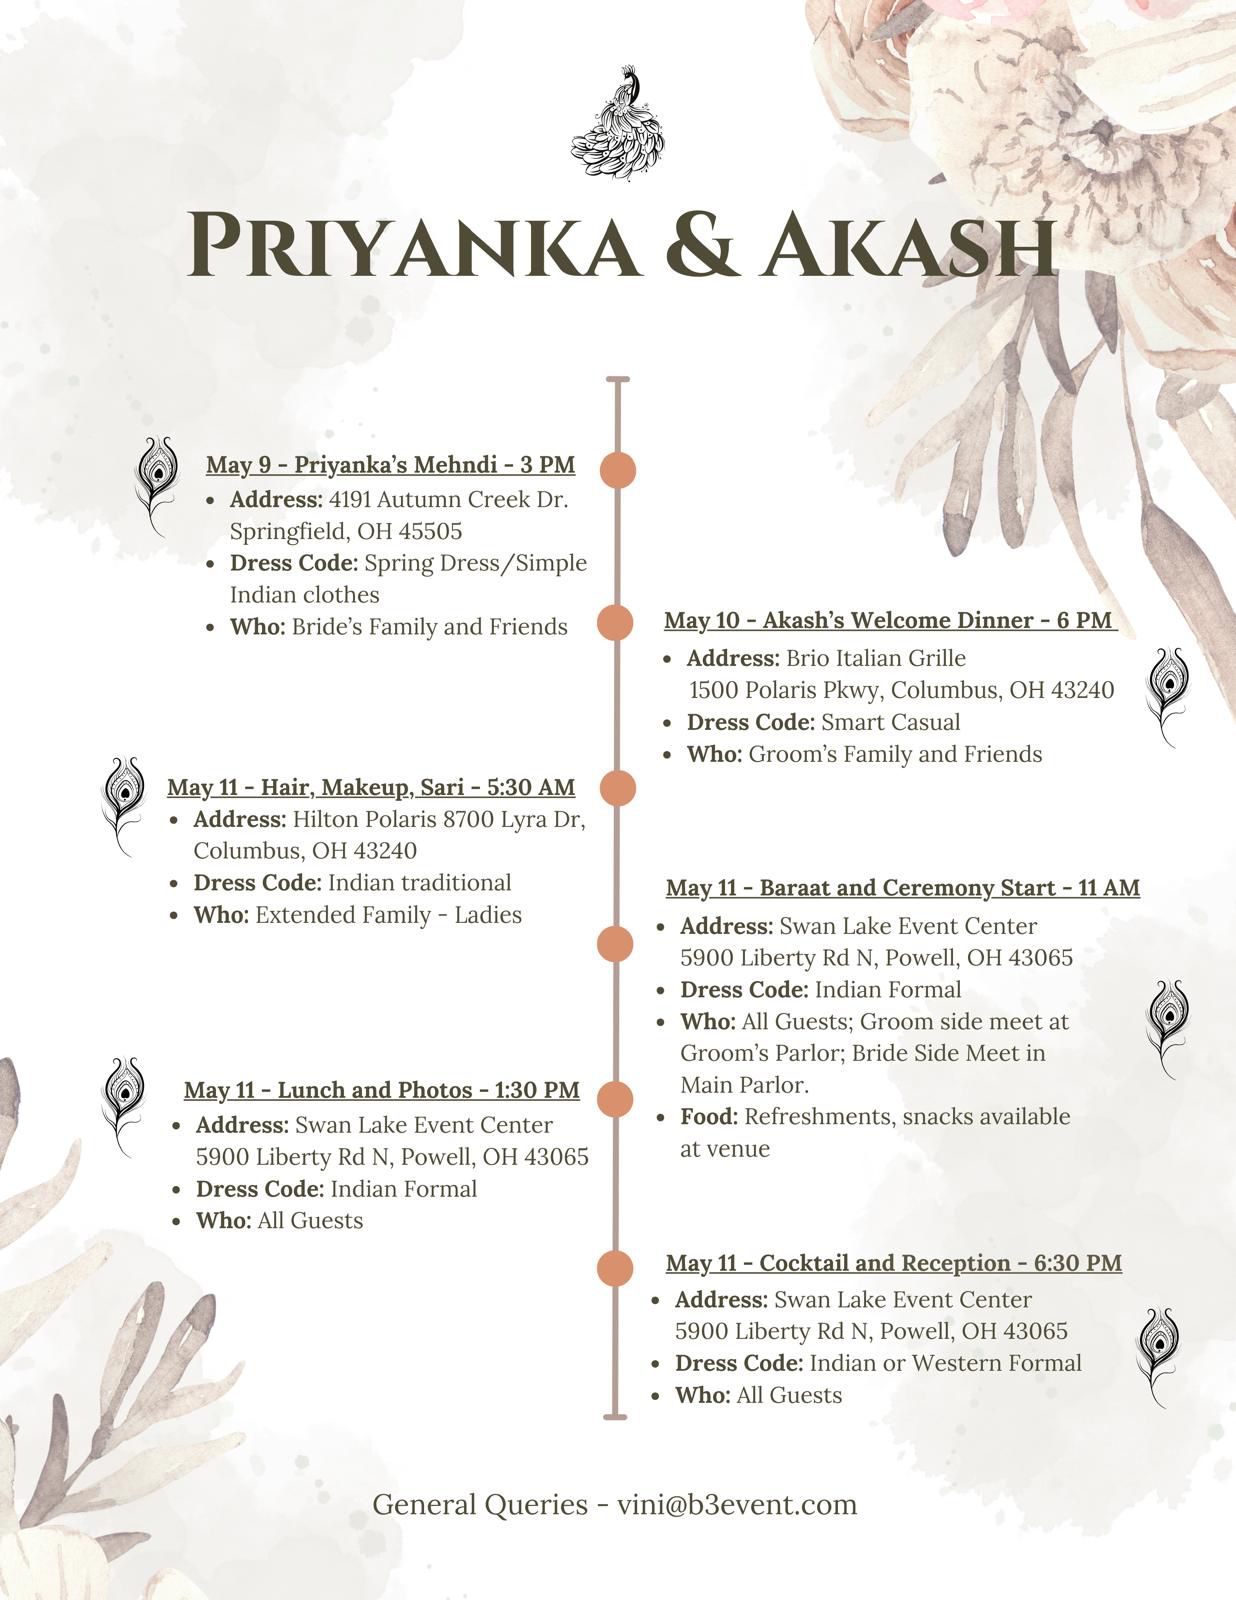 PRIYANKA & AKASH
May 9 - Priyanka's Mehndi - 3 PM
• Address: 4191 Autumn Creek Dr.
Springfield, OH 45505
• Dress Code: Spring Dress/Simple
Indian clothes
• Who: Bride's Family and Friends
May 10 - Akash's Welcome Dinner - 6 PM
• Address: Brio Italian Grille
1500 Polaris Pkwy, Columbus, OH 43240
• Dress Code: Smart Casual
• Who: Groom's Family and Friends
May 11 - Hair, Makeup, Sari - 5:30 AM
• Address: Hilton Polaris 8700 Lyra Dr,
Columbus, OH 43240
• Dress Code: Indian traditional
• Who: Extended Family - Ladies
May 11 - Baraat and Ceremony Start - 11 AM
• Address: Swan Lake Event Center
5900 Liberty Rd N, Powell, OH 43065
• Dress Code: Indian Formal
• Who: All Guests; Groom side meet at
Groom's Parlor; Bride Side Meet in
Main Parlor.
• Food: Refreshments, snacks available
at venue
May 11 - Lunch and Photos - 1:30 PM
• Address: Swan Lake Event Center
5900 Liberty Rd N, Powell, OH 43065
• Dress Code: Indian Formal
• Who: All Guests
May 11 - Cocktail and Reception - 6:30 PM
• Address: Swan Lake Event Center
5900 Liberty Rd N, Powell, OH 43065
• Dress Code: Indian or Western Formal
• Who: All Guests
General Queries - vini@b3event.com